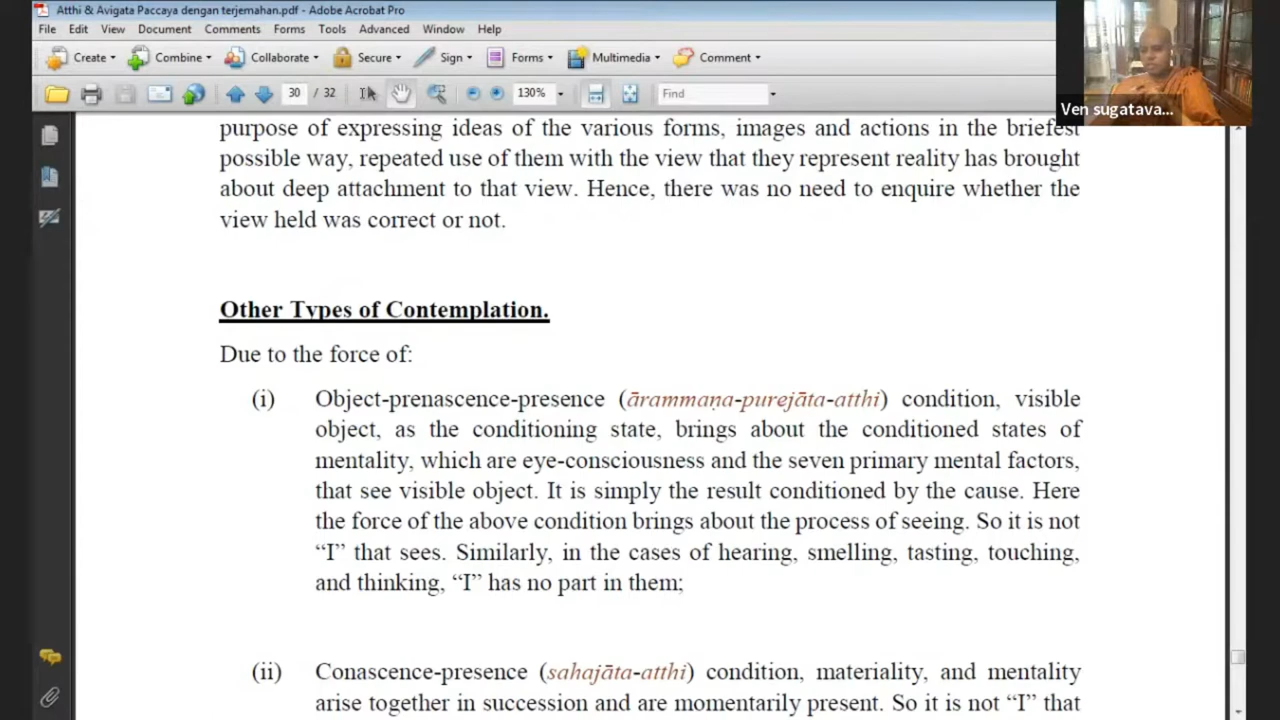 Atthi & Avigata Paccaya dengan terjemahan.pdf - Adobe Acrobat Pro
File Edit View Document Comments Forms Tools Advanced Window Help
Create Combine Collaborate Secure Sign Forms Multimedia Comment
30 / 32 130% Find
Ven sugatava...
purpose of expressing ideas of the various forms, images and actions in the briefest
possible way, repeated use of them with the view that they represent reality has brought
about deep attachment to that view. Hence, there was no need to enquire whether the
view held was correct or not.
Other Types of Contemplation.
Due to the force of:
(i) Object-prenascence-presence (ārammaṇa-purejāta-atthi) condition, visible
object, as the conditioning state, brings about the conditioned states of
mentality, which are eye-consciousness and the seven primary mental factors,
that see visible object. It is simply the result conditioned by the cause. Here
the force of the above condition brings about the process of seeing. So it is not
“I” that sees. Similarly, in the cases of hearing, smelling, tasting, touching,
and thinking, “I” has no part in them;
(ii) Conascence-presence (sahajāta-atthi) condition, materiality, and mentality
arise together in succession and are momentarily present. So it is not “I” that